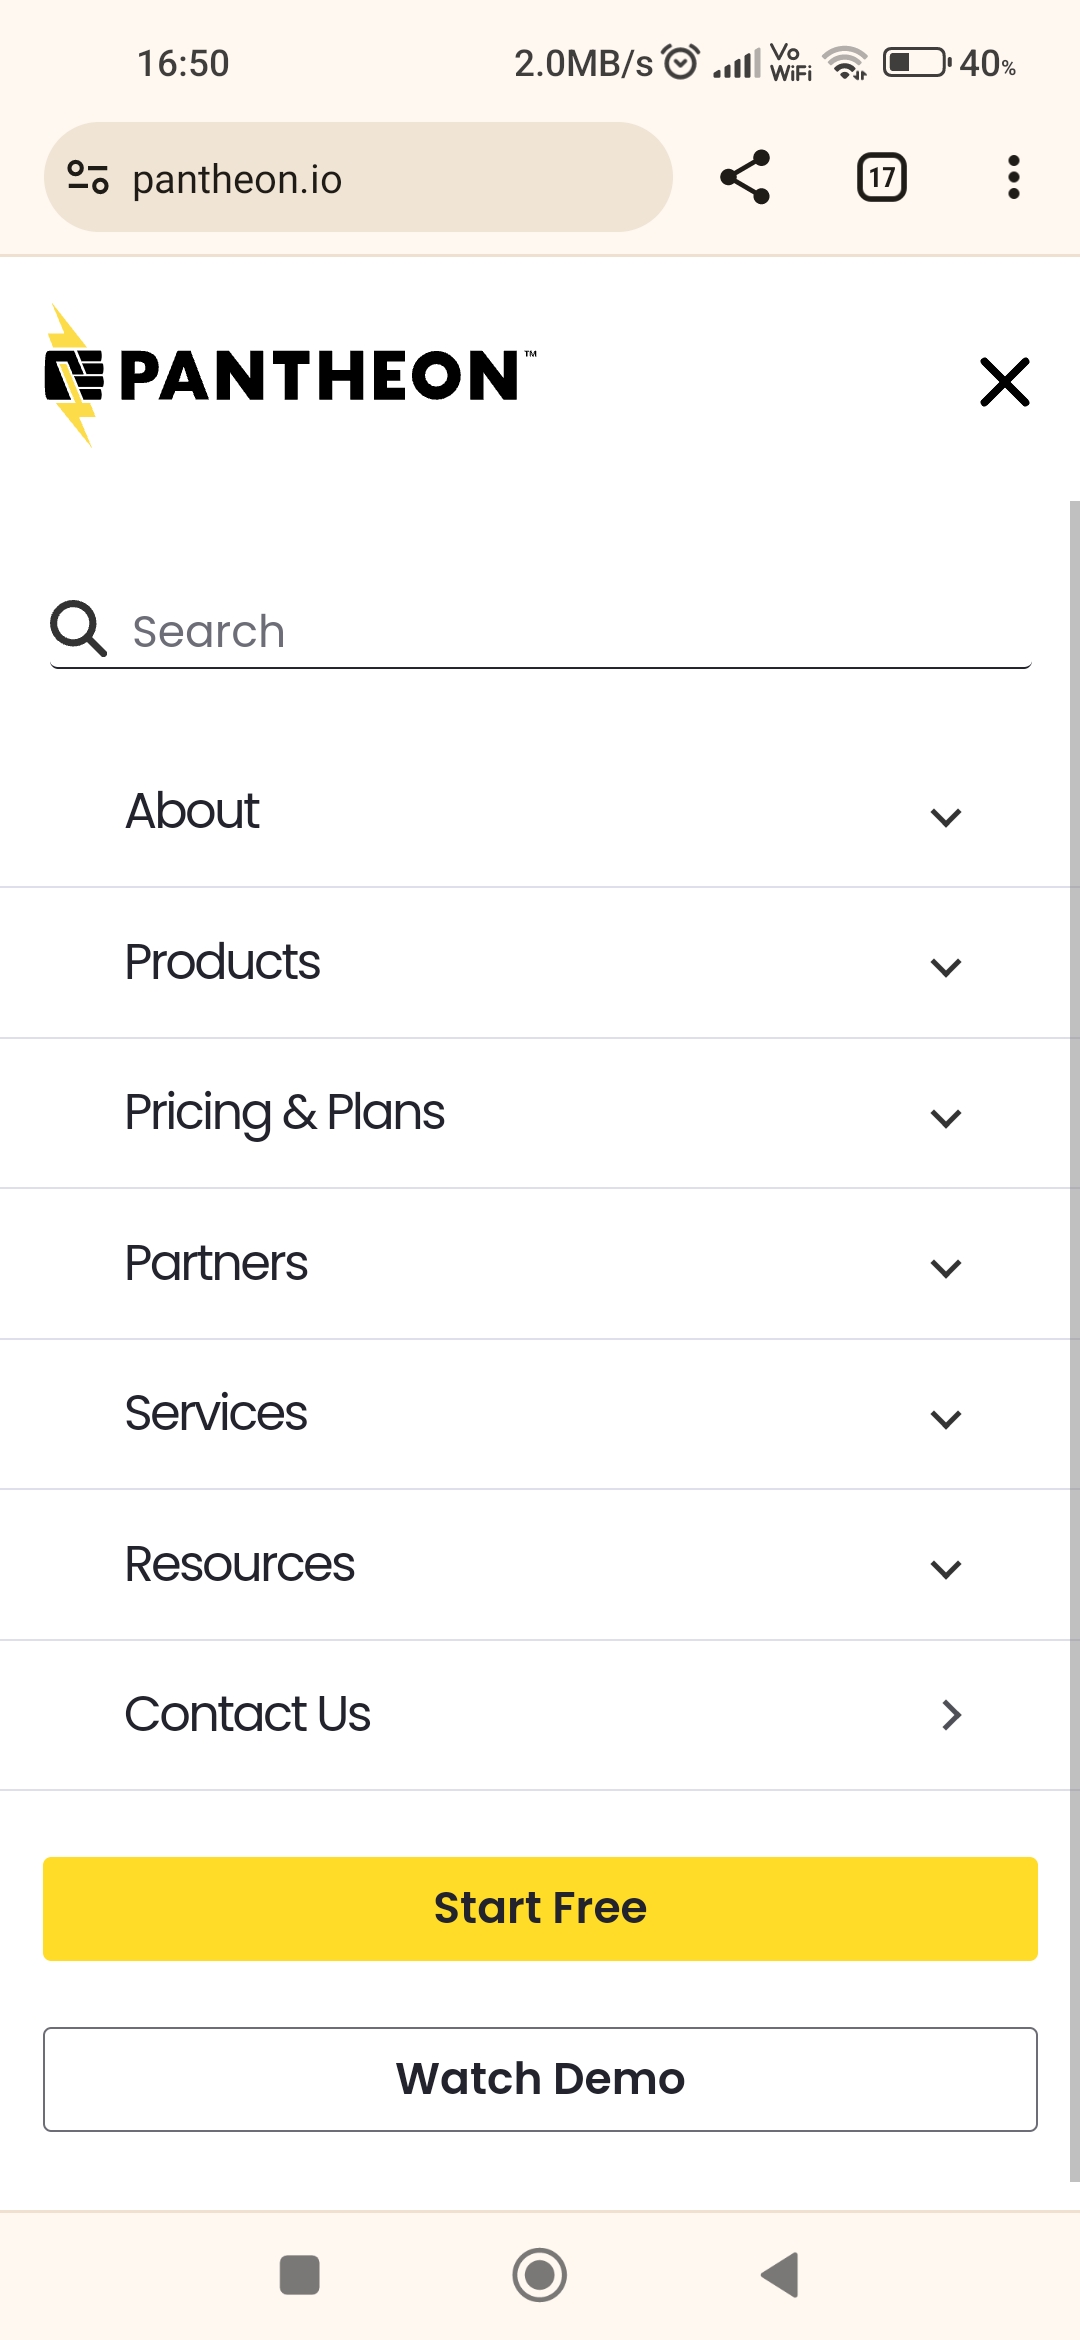 16:50 2.0MB/s Vo WiFi 40%
pantheon.io 17
PANTHEON™
Search
About
Products
Pricing & Plans
Partners
Services
Resources
Contact Us
Start Free
Watch Demo